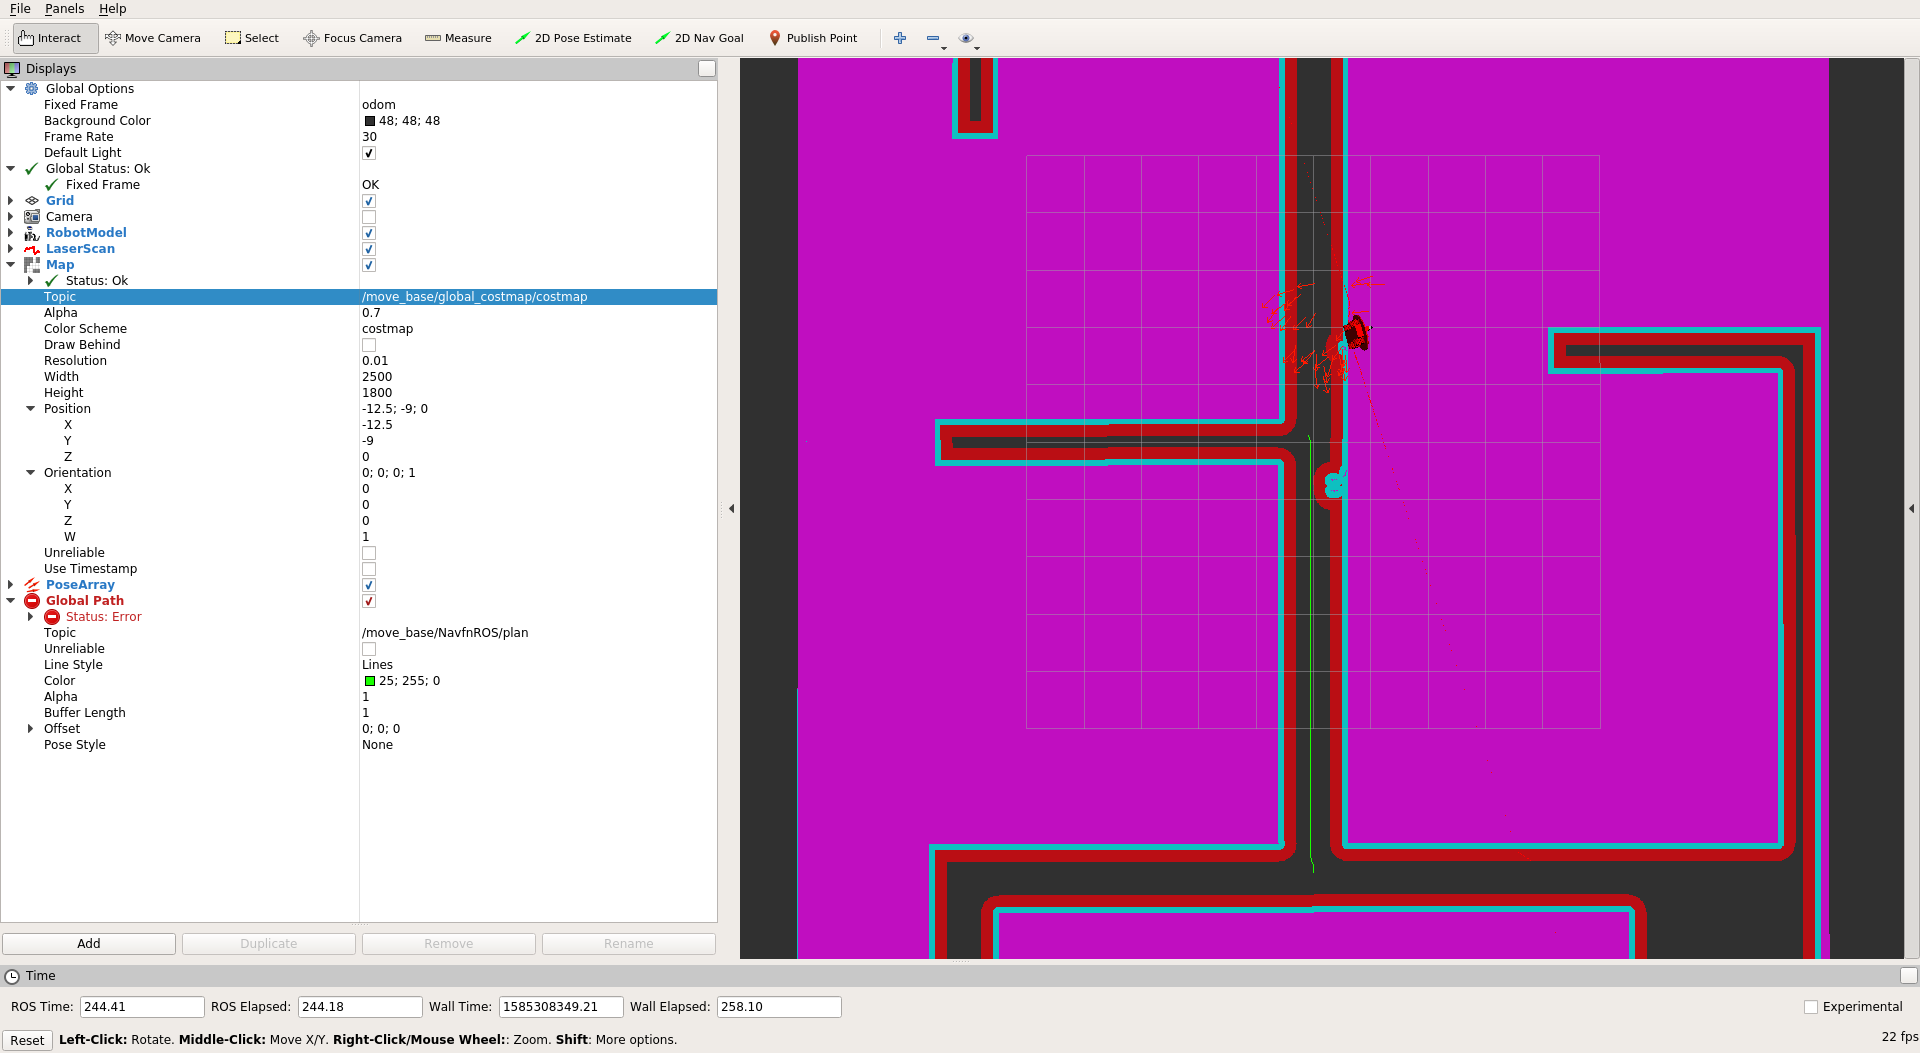 File Panels Help
Interact Move Camera Select Focus Camera Measure 2D Pose Estimate 2D Nav Goal Publish Point
Displays
Global Options
Fixed Frame odom
Background Color 48; 48; 48
Frame Rate 30
Default Light
Global Status: Ok
Fixed Frame OK
Grid
Camera
RobotModel
LaserScan
Map
Status: Ok
Topic /move_base/global_costmap/costmap
Alpha 0.7
Color Scheme costmap
Draw Behind
Resolution 0.01
Width 2500
Height 1800
Position -12.5; -9; 0
X -12.5
Y -9
Z 0
Orientation 0; 0; 0; 1
X 0
Y 0
Z 0
W 1
Unreliable
Use Timestamp
PoseArray
Global Path
Status: Error
Topic /move_base/NavfnROS/plan
Unreliable
Line Style Lines
Color 25; 255; 0
Alpha 1
Buffer Length 1
Offset 0; 0; 0
Pose Style None
Add Duplicate Remove Rename
Time
ROS Time: 244.41 ROS Elapsed: 244.18 Wall Time: 1585308349.21 Wall Elapsed: 258.10 Experimental
Reset Left-Click: Rotate. Middle-Click: Move X/Y. Right-Click/Mouse Wheel:: Zoom. Shift: More options. 22 fps